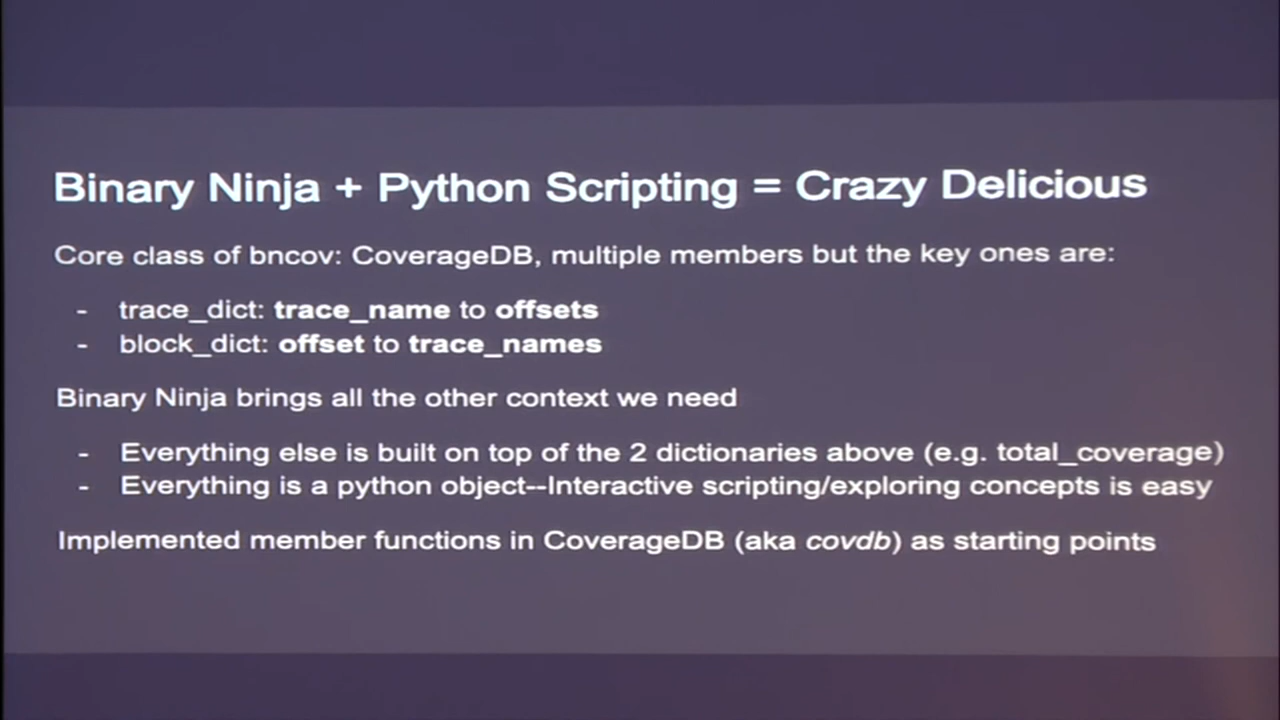 Binary Ninja + Python Scripting = Crazy Delicious
Core class of bncov: CoverageDB, multiple members but the key ones are:
- trace_dict: trace_name to offsets
- block_dict: offset to trace_names
Binary Ninja brings all the other context we need
- Everything else is built on top of the 2 dictionaries above (e.g. total_coverage)
- Everything is a python object--Interactive scripting/exploring concepts is easy
Implemented member functions in CoverageDB (aka covdb) as starting points